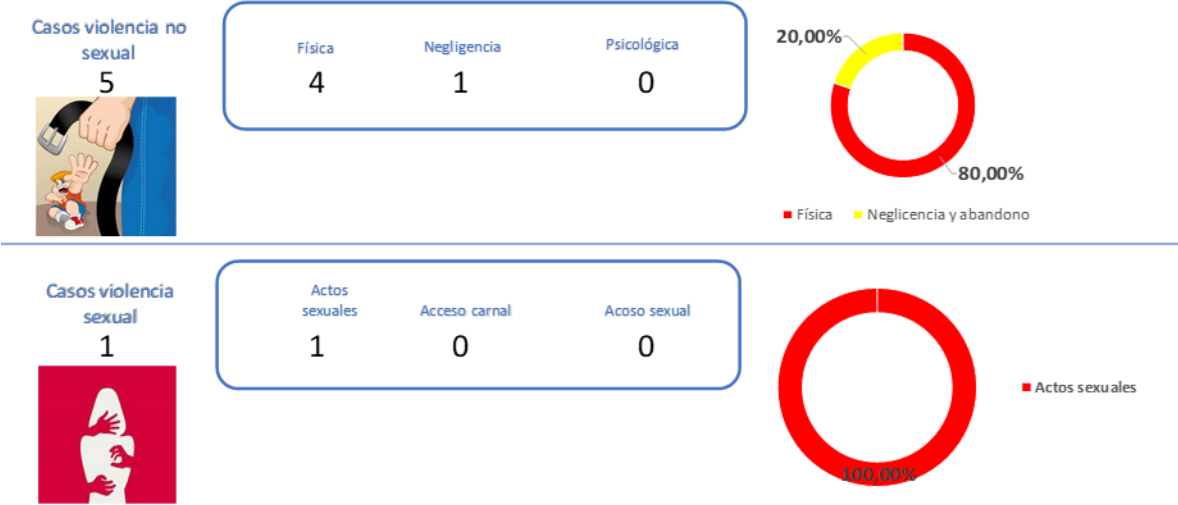 Casos violencia no
sexual
5
Física
4
Negligencia
1
Psicológica
0
20,00%
80,00%
Física
Neglicencia y abandono
Casos violencia
sexual
1
Actos
sexuales
1
Acceso carnal
0
Acoso sexual
0
100,00%
Actos sexuales